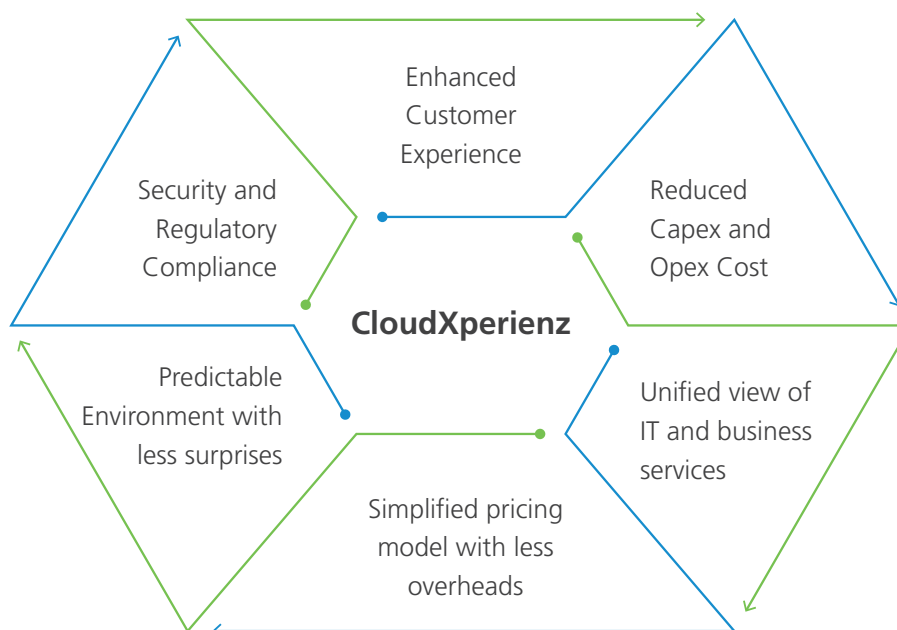 Enhanced
Customer
Experience
Security and
Regulatory
Compliance
Reduced
Capex and
Opex Cost
CloudXperienz
Predictable
Environment with
less surprises
Unified view of
IT and business
services
Simplified pricing
model with less
overheads